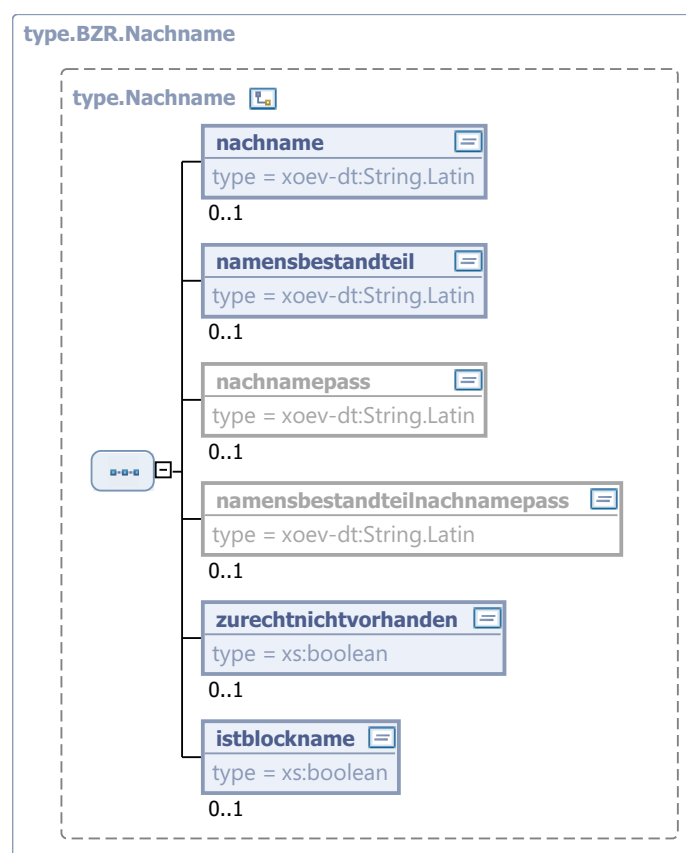 type.BZR.Nachname
type.Nachname
nachname
type = xoev-dt:String.Latin
0..1
namensbestandteil
type = xoev-dt:String.Latin
0..1
nachnamepass
type = xoev-dt:String.Latin
0..1
namensbestandteilnachnamepass
type = xoev-dt:String.Latin
0..1
zurechtnichtvorhanden
type = xs:boolean
0..1
istblockname
type = xs:boolean
0..1